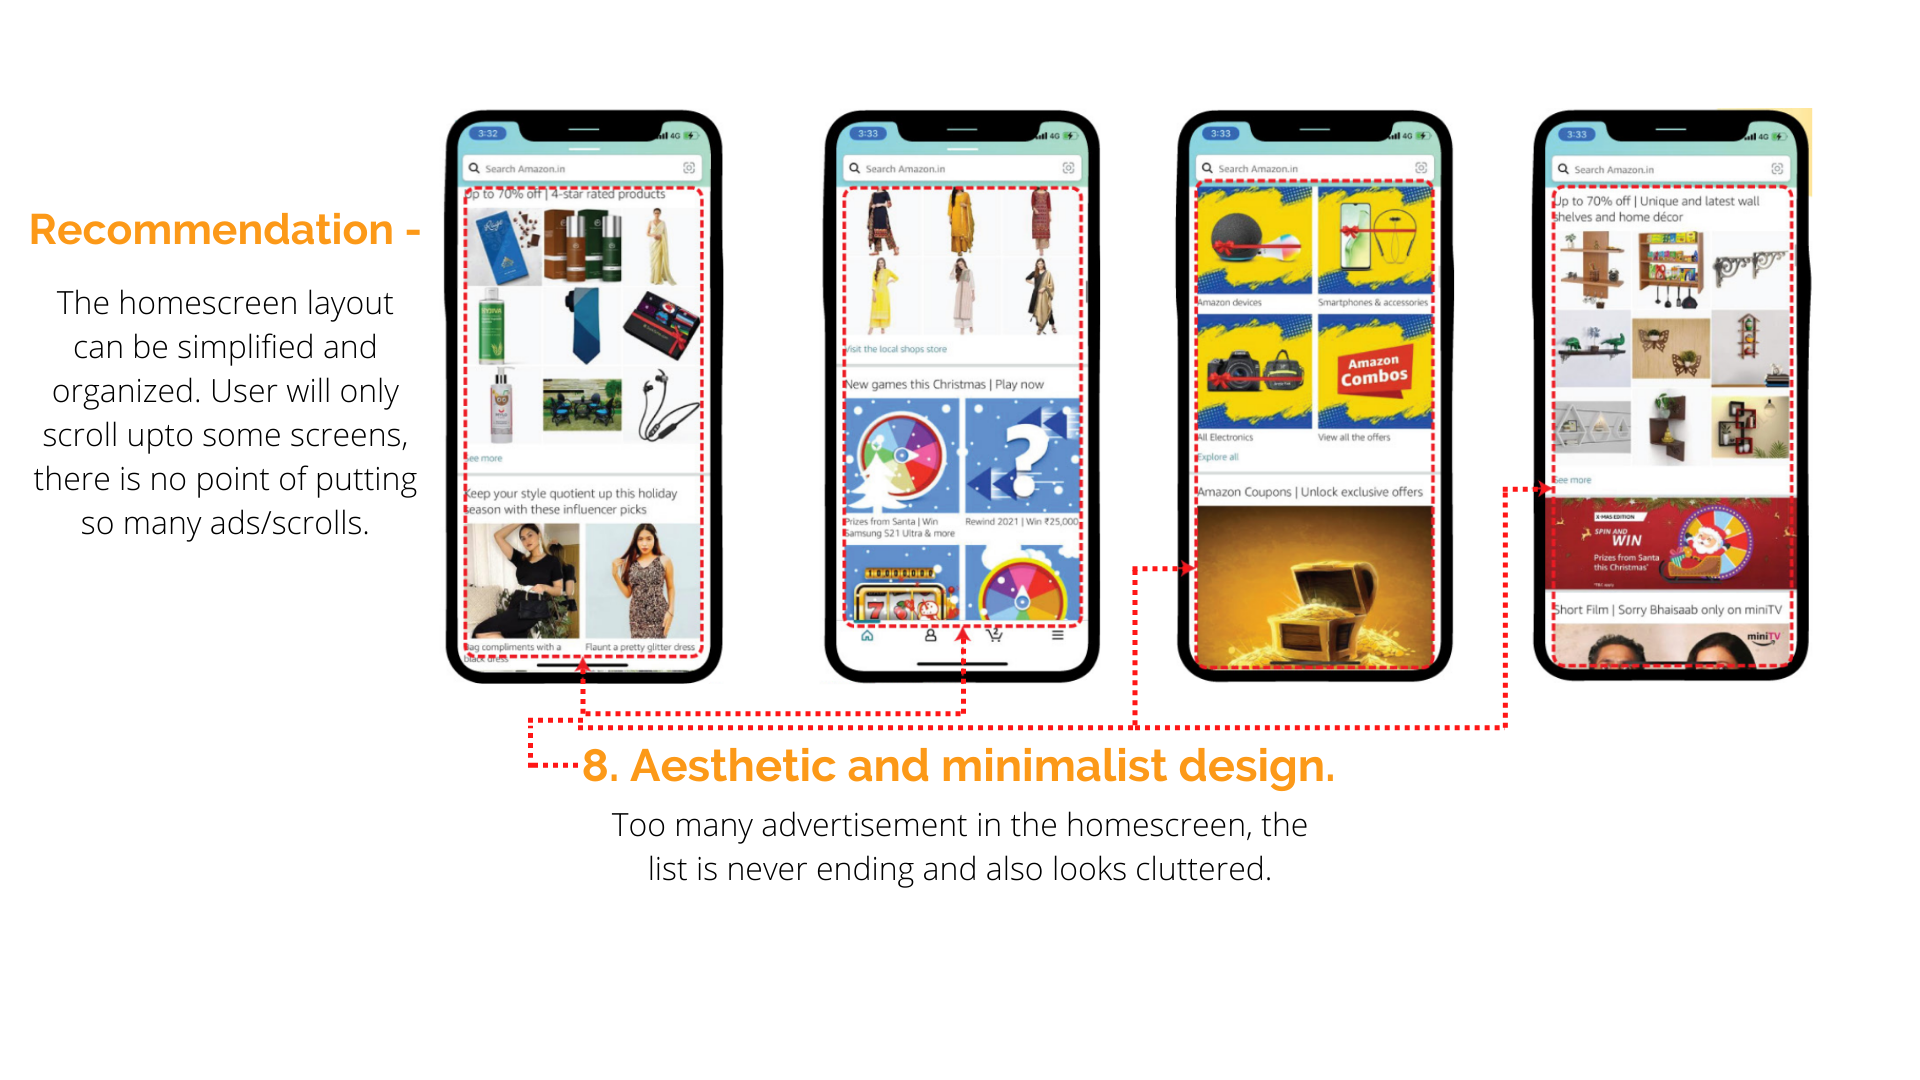 Recommendation -
The homescreen layout
can be simplified and
organized. User will only
scroll upto some screens,
there is no point of putting
so many ads/scrolls.
3:32
4G
Search Amazon.in
Up to 70% off | 4-star rated products
See more
Keep your style quotient up this holiday
season with these influencer picks
Bag compliments with a
black dress
Flaunt a pretty glitter dress
3:33
4G
Search Amazon.in
Visit the local shops store
New games this Christmas | Play now
Prizes from Santa | Win
Samsung S21 Ultra & more
Rewind 2021 | Win ₹25,000
7
2
3:33
4G
Search Amazon.in
Amazon devices
Smartphones & accessories
Amazon
Combos
All Electronics
View all the offers
Explore all
Amazon Coupons | Unlock exclusive offers
3:33
4G
Search Amazon.in
Up to 70% off | Unique and latest wall
shelves and home décor
See more
X-MAS EDITION
SPIN AND
WIN
Prizes from Santa
this Christmas*
Short Film | Sorry Bhaisaab only on miniTV
miniTV
8. Aesthetic and minimalist design.
Too many advertisement in the homescreen, the
list is never ending and also looks cluttered.